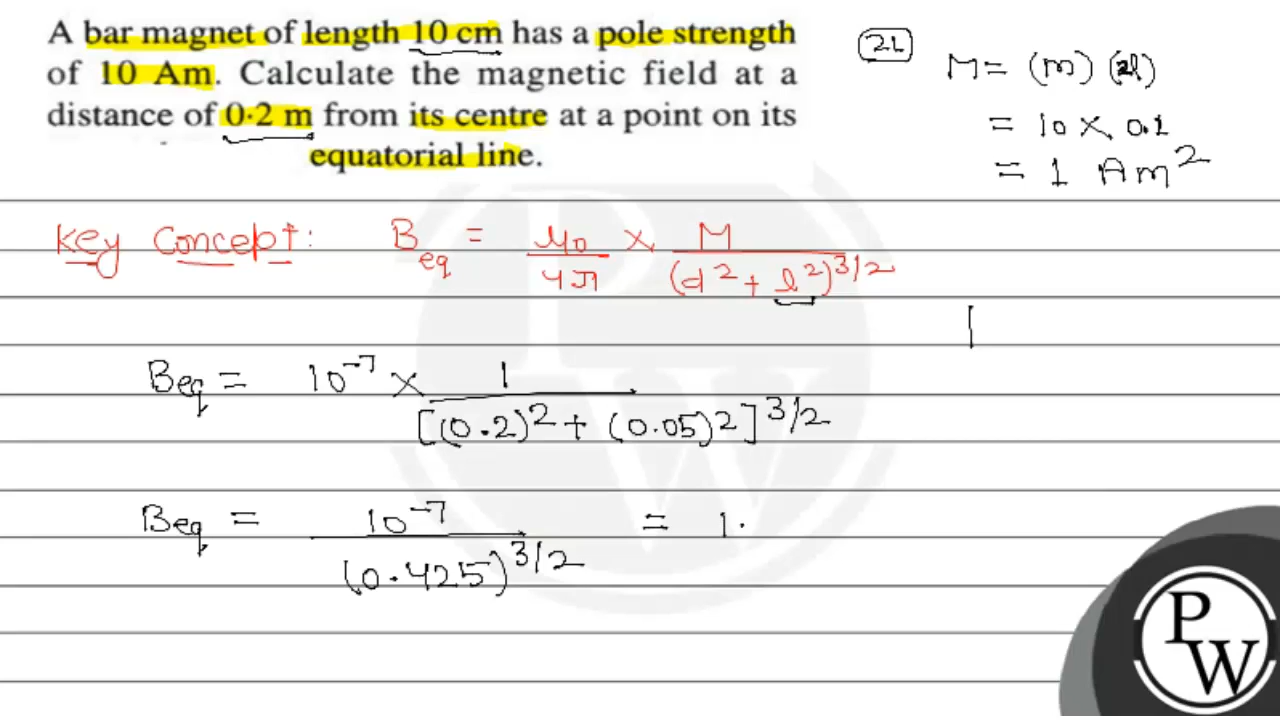 A bar magnet of length 10 cm has a pole strength
of 10 Am. Calculate the magnetic field at a
distance of 0·2 m from its centre at a point on its
equatorial line.
2L
M = (m) (2l)
= 10 × 0.1
= 1 Am²
Key Concept: B_eq = μ₀/4π × M/(d² + l²)^3/2
B_eq = 10⁻⁷ × 1/[(0.2)² + (0.05)²]^3/2
B_eq = 10⁻⁷/(0.425)^3/2 = 1.
PW
PW